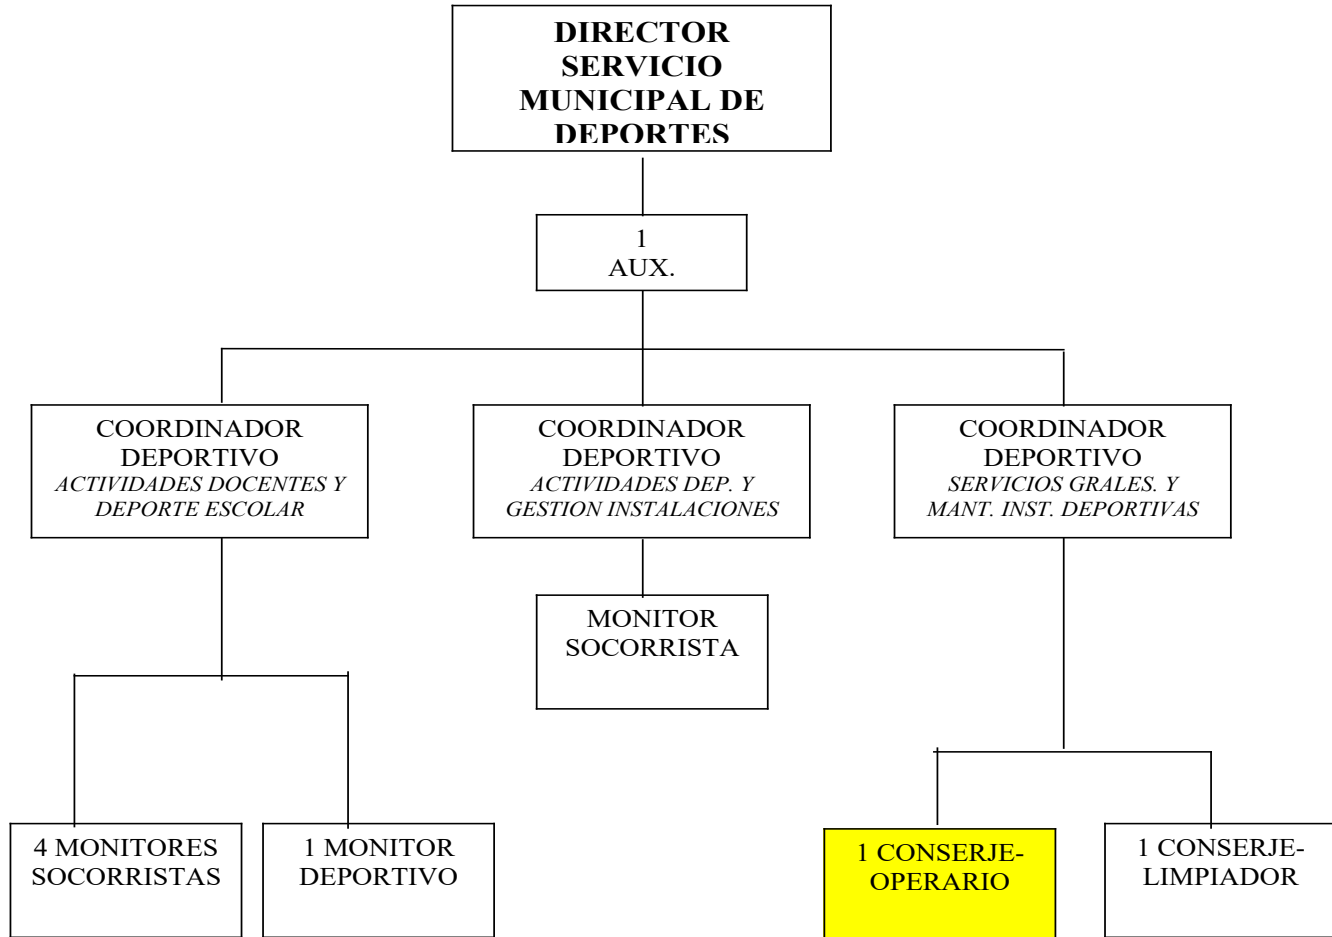 DIRECTOR
SERVICIO
MUNICIPAL DE
DEPORTES
1
AUX.
COORDINADOR
DEPORTIVO
ACTIVIDADES DOCENTES Y
DEPORTE ESCOLAR
COORDINADOR
DEPORTIVO
ACTIVIDADES DEP. Y
GESTION INSTALACIONES
COORDINADOR
DEPORTIVO
SERVICIOS GRALES. Y
MANT. INST. DEPORTIVAS
MONITOR
SOCORRISTA
4 MONITORES
SOCORRISTAS
1 MONITOR
DEPORTIVO
1 CONSERJE-
OPERARIO
1 CONSERJE-
LIMPIADOR